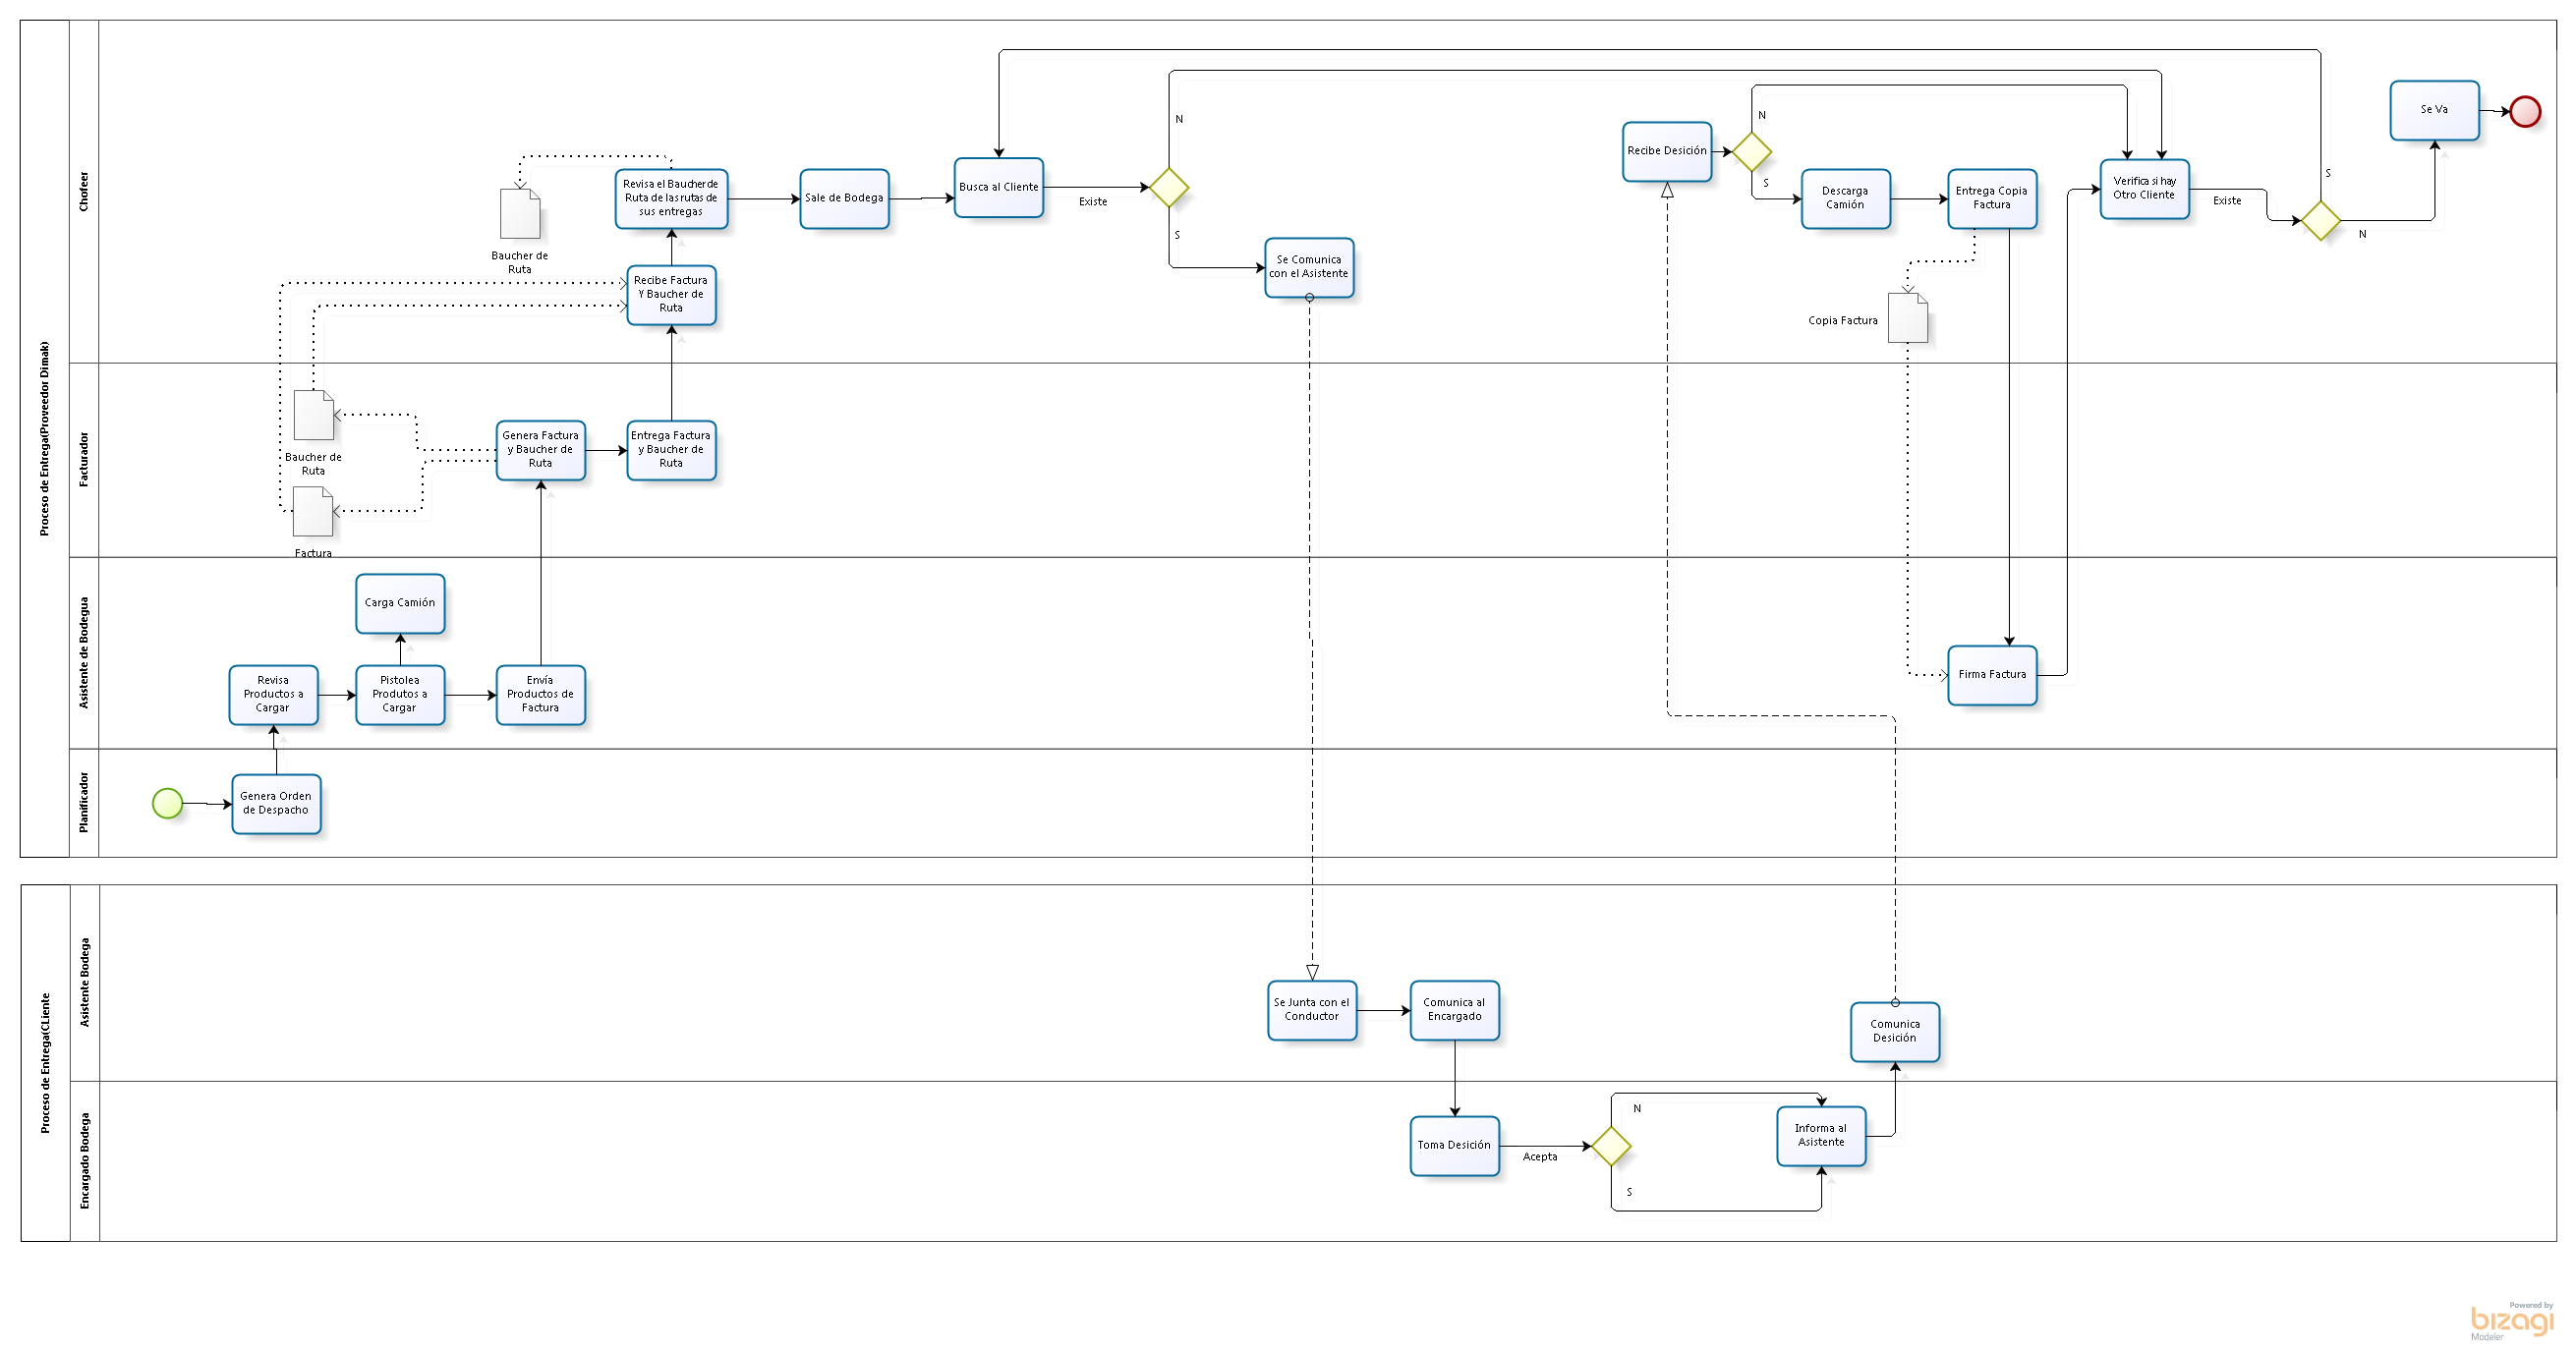 Proceso de Entrega(Proveedor Dimak)
Chofeer
Baucher de
Ruta
Revisa el Baucherde
Ruta de las rutas de
sus entregas
Sale de Bodega
Busca al Cliente
Existe
N
S
Se Comunica
con el Asistente
Recibe Factura
Y Baucher de
Ruta
Recibe Desición
N
S
Descarga
Camión
Entrega Copia
Factura
Copia Factura
Verifica si hay
Otro Cliente
Existe
S
N
Se Va
Facturador
Baucher de
Ruta
Factura
Genera Factura
y Baucher de
Ruta
Entrega Factura
y Baucher de
Ruta
Asistente de Bodegua
Carga Camión
Revisa
Productos a
Cargar
Pistolea
Produtos a
Cargar
Envía
Productos de
Factura
Firma Factura
Planificador
Genera Orden
de Despacho
Proceso de Entrega(CLiente
Asistente Bodega
Se Junta con el
Conductor
Comunica al
Encargado
Comunica
Desición
Encargado Bodega
Toma Desición
Acepta
N
S
Informa al
Asistente
Powered by
bizagi
Modeler